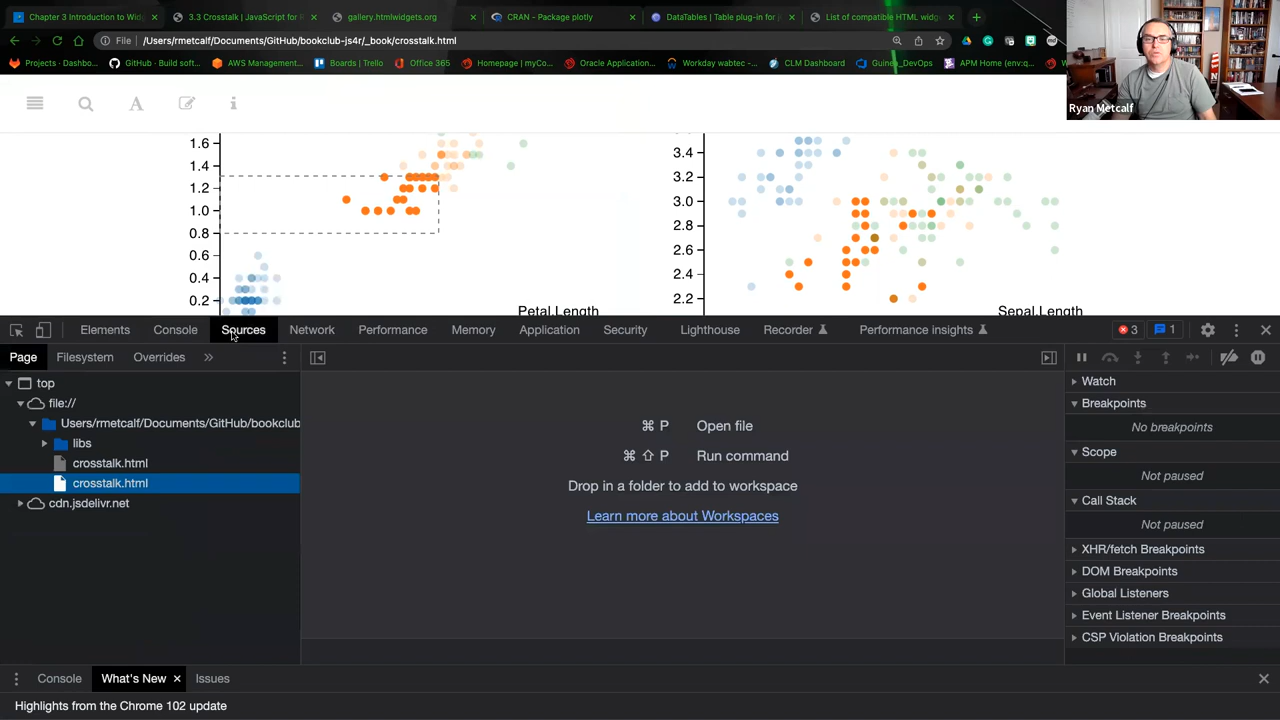 Chapter 3 Introduction to Widg
3.3 Crosstalk | JavaScript for R
gallery.htmlwidgets.org
CRAN - Package plotly
DataTables | Table plug-in for j
List of compatible HTML widg
File
/Users/rmetcalf/Documents/GitHub/bookclub-js4r/_book/crosstalk.html
Projects · Dashbo...
GitHub · Build soft...
AWS Management...
Boards | Trello
Office 365
Homepage | myCo...
Oracle Application...
Workday wabtec -...
CLM Dashboard
Guinea_DevOps
APM Home (env:q...
Ryan Metcalf
1.6
1.4
1.2
1.0
0.8
0.6
0.4
0.2
Petal.Length
3.4
3.2
3.0
2.8
2.6
2.4
2.2
Sepal.Length
Elements
Console
Sources
Network
Performance
Memory
Application
Security
Lighthouse
Recorder
Performance insights
3
1
Page
Filesystem
Overrides
top
file://
Users/rmetcalf/Documents/GitHub/bookclub
libs
crosstalk.html
crosstalk.html
cdn.jsdelivr.net
⌘ P Open file
⌘ ⇧ P Run command
Drop in a folder to add to workspace
Learn more about Workspaces
Watch
Breakpoints
No breakpoints
Scope
Not paused
Call Stack
Not paused
XHR/fetch Breakpoints
DOM Breakpoints
Global Listeners
Event Listener Breakpoints
CSP Violation Breakpoints
Console
What's New
Issues
Highlights from the Chrome 102 update